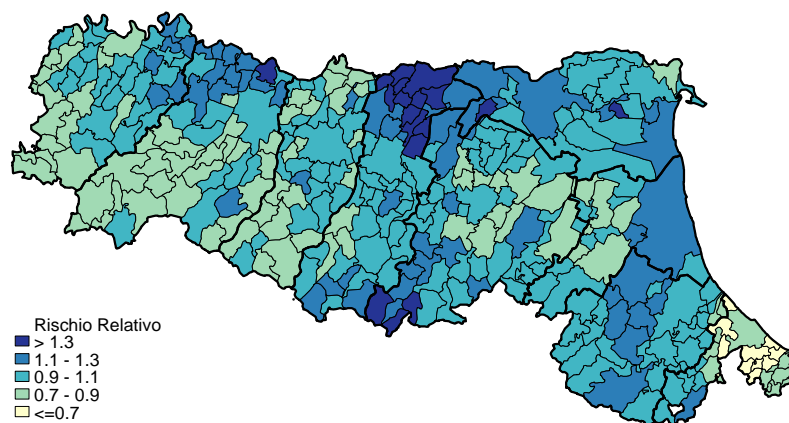 Rischio Relativo
> 1.3
1.1 - 1.3
0.9 - 1.1
0.7 - 0.9
<=0.7